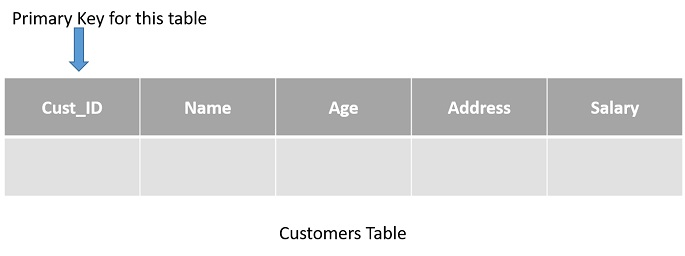 Primary Key for this table
Cust_ID Name Age Address Salary
Customers Table